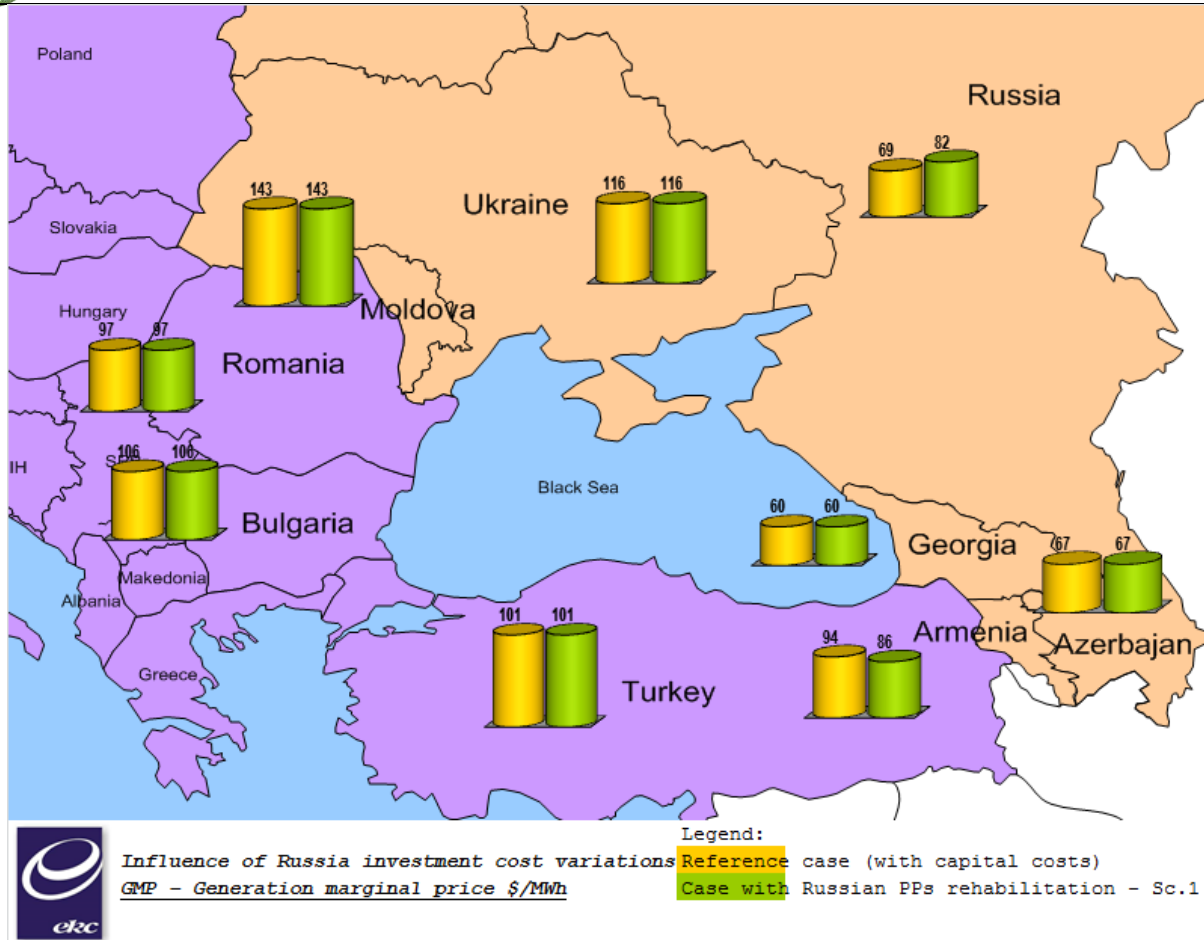 Poland
Russia
69
82
143
143
Ukraine
116
116
Slovakia
Moldova
Hungary
97
97
Romania
106
106
IH
Bulgaria
Black Sea
60
60
Georgia
67
67
Makedonia
Albania
Greece
101
101
Turkey
94
86
Armenia
Azerbajan
Legend:
Influence of Russia investment cost variations
Reference case (with capital costs)
GMP - Generation marginal price $/MWh
Case with Russian PPs rehabilitation - Sc.1
ekc